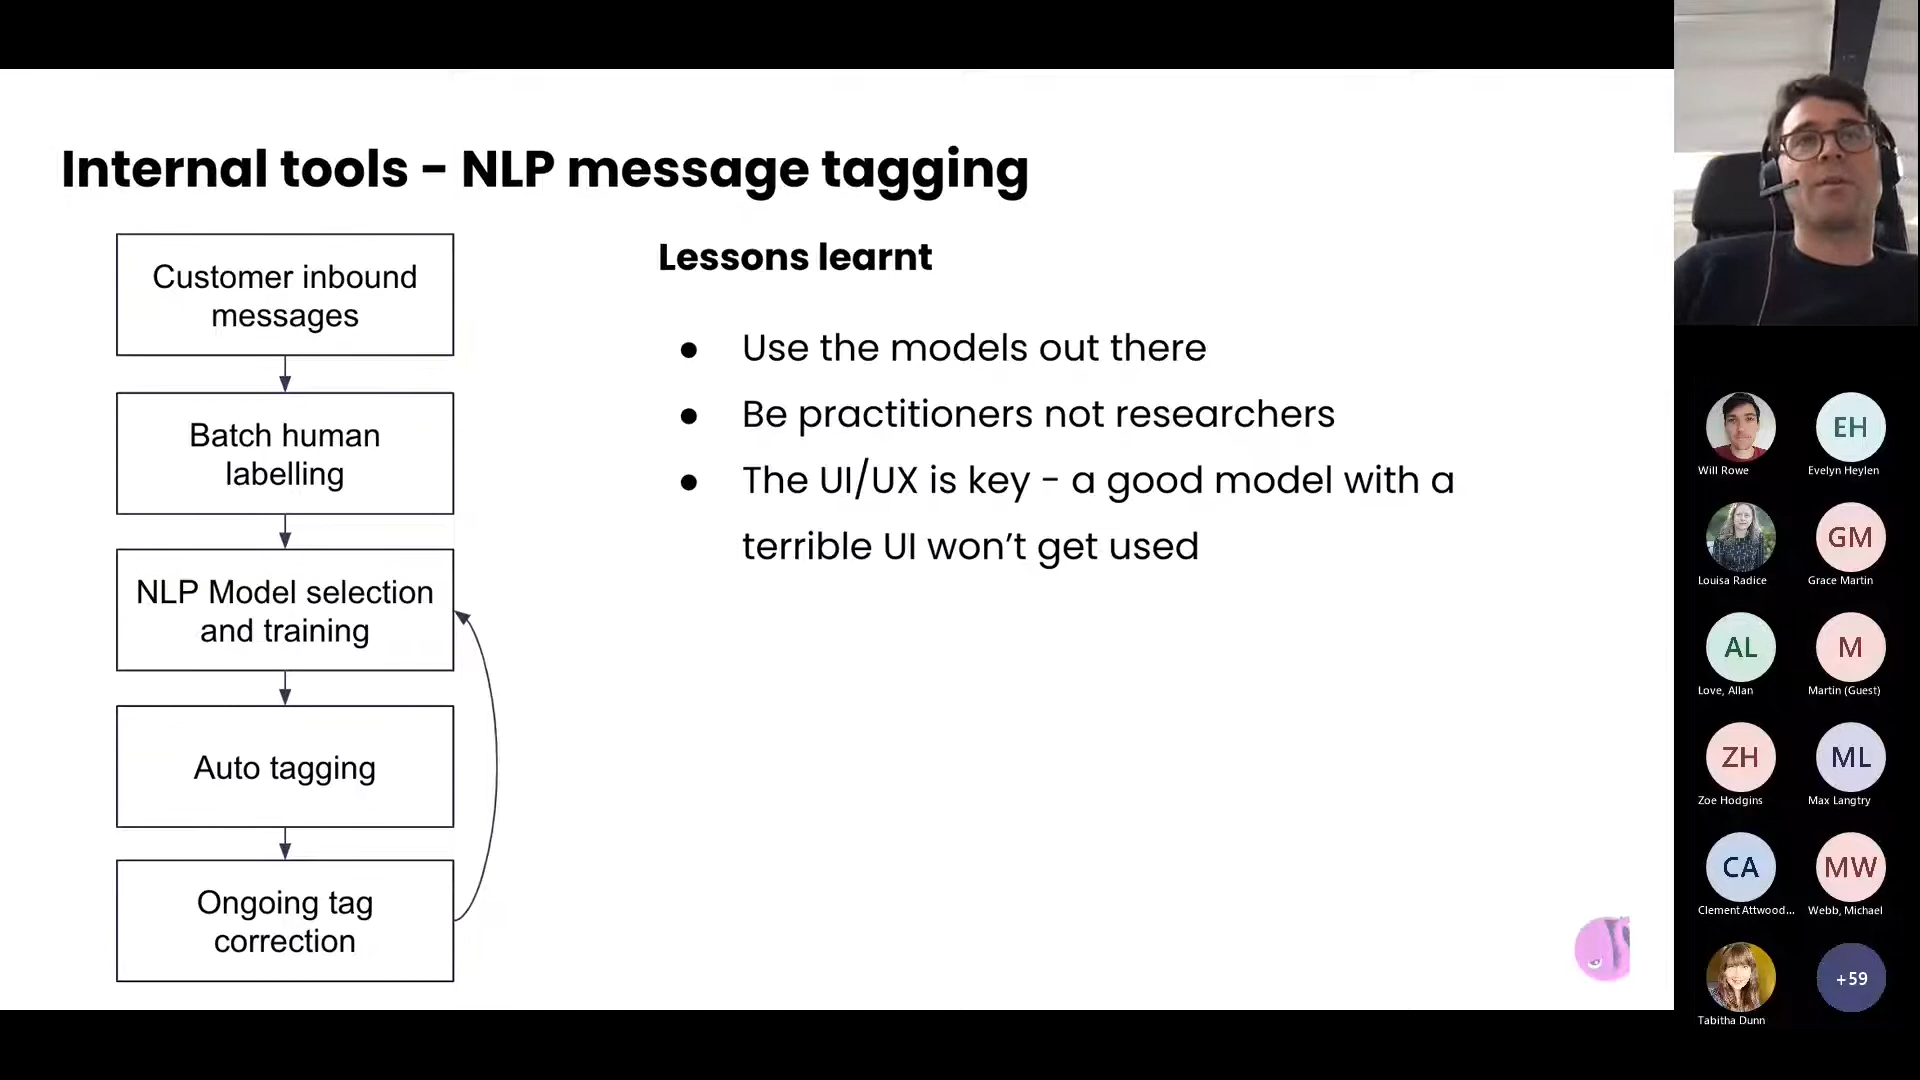 Internal tools - NLP message tagging
Customer inbound
messages
Batch human
labelling
NLP Model selection
and training
Auto tagging
Ongoing tag
correction
Lessons learnt
● Use the models out there
● Be practitioners not researchers
● The UI/UX is key - a good model with a
terrible UI won’t get used
Will Rowe
EH
Evelyn Heylen
Louisa Radice
GM
Grace Martin
AL
Love, Allan
M
Martin (Guest)
ZH
Zoe Hodgins
ML
Max Langtry
CA
Clement Attwood...
MW
Webb, Michael
Tabitha Dunn
+59